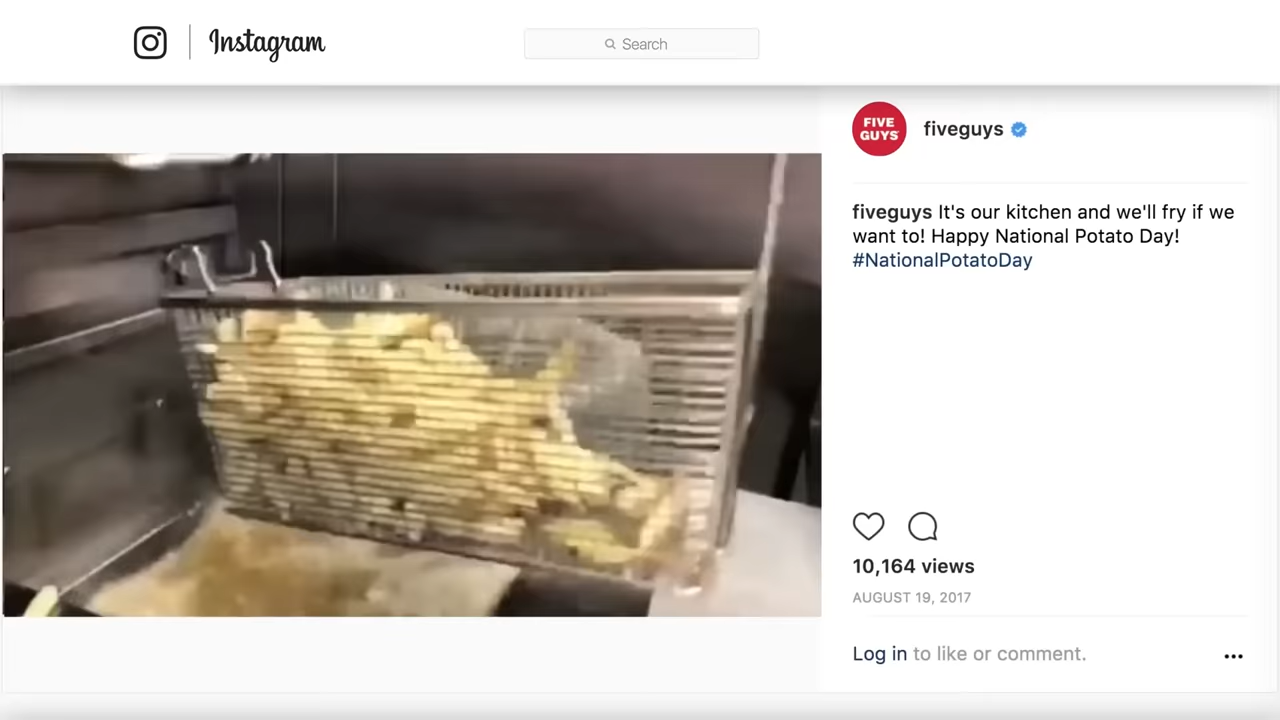 Instagram
Search
FIVE
GUYS
fiveguys
fiveguys It's our kitchen and we'll fry if we
want to! Happy National Potato Day!
#NationalPotatoDay
10,164 views
AUGUST 19, 2017
Log in to like or comment.